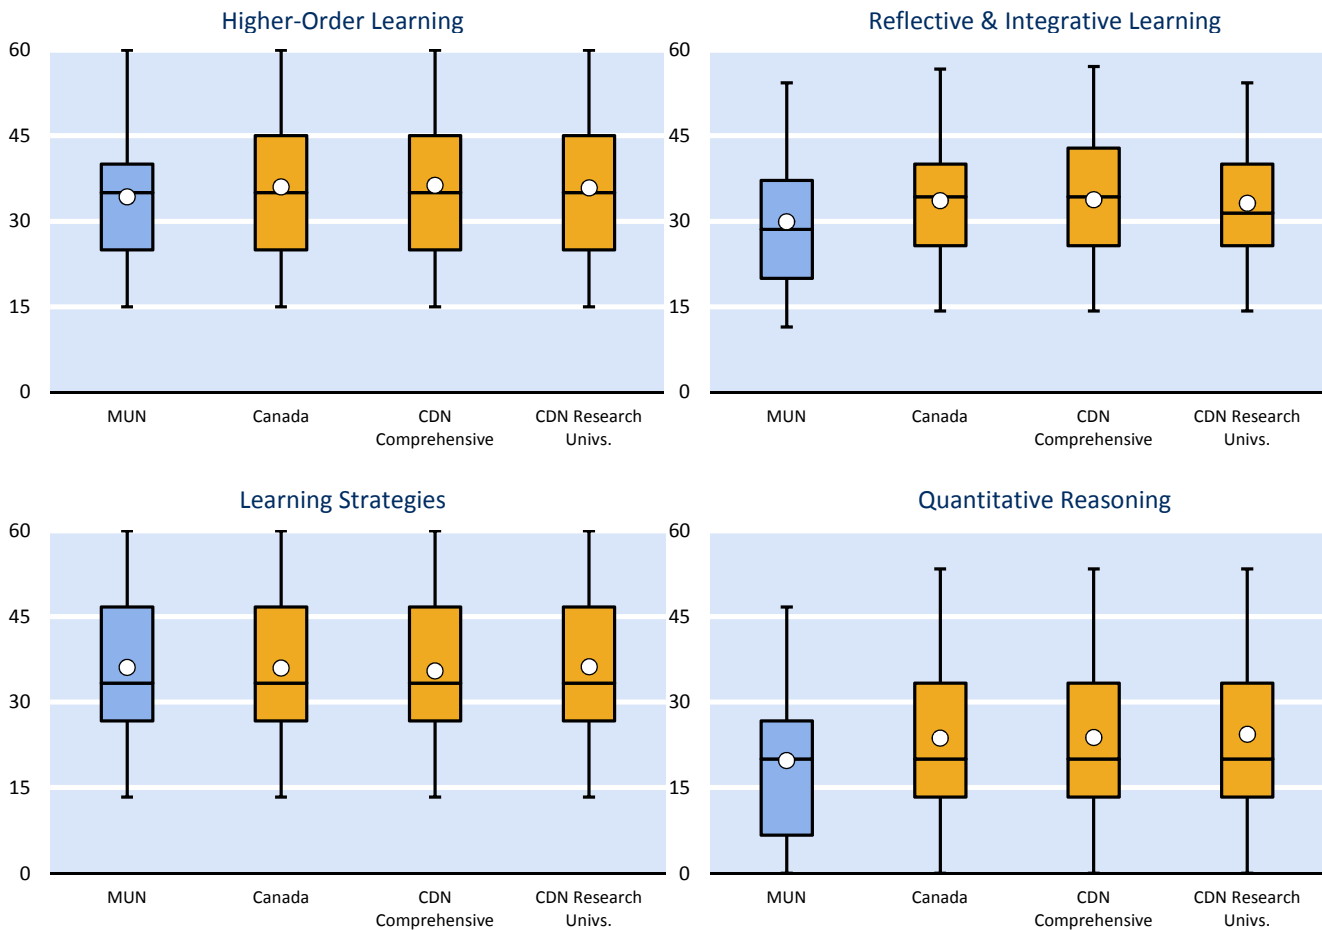 Higher-Order Learning
60
45
30
15
0
MUN
Canada
CDN
Comprehensive
CDN Research
Univs.
Reflective & Integrative Learning
60
45
30
15
0
MUN
Canada
CDN
Comprehensive
CDN Research
Univs.
Learning Strategies
60
45
30
15
0
MUN
Canada
CDN
Comprehensive
CDN Research
Univs.
Quantitative Reasoning
60
45
30
15
0
MUN
Canada
CDN
Comprehensive
CDN Research
Univs.